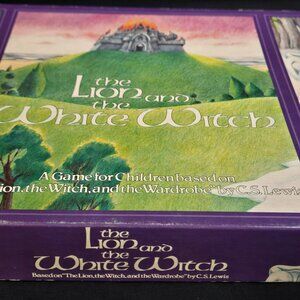 the
Lion and
the
White Witch
A Game for Children based on
ion, the Witch, and the Wardrobe" by C.S. Lewis
the
Lion and
the
White Witch
Based on "The Lion, the Witch, and the Wardrobe" by C.S. Lewis